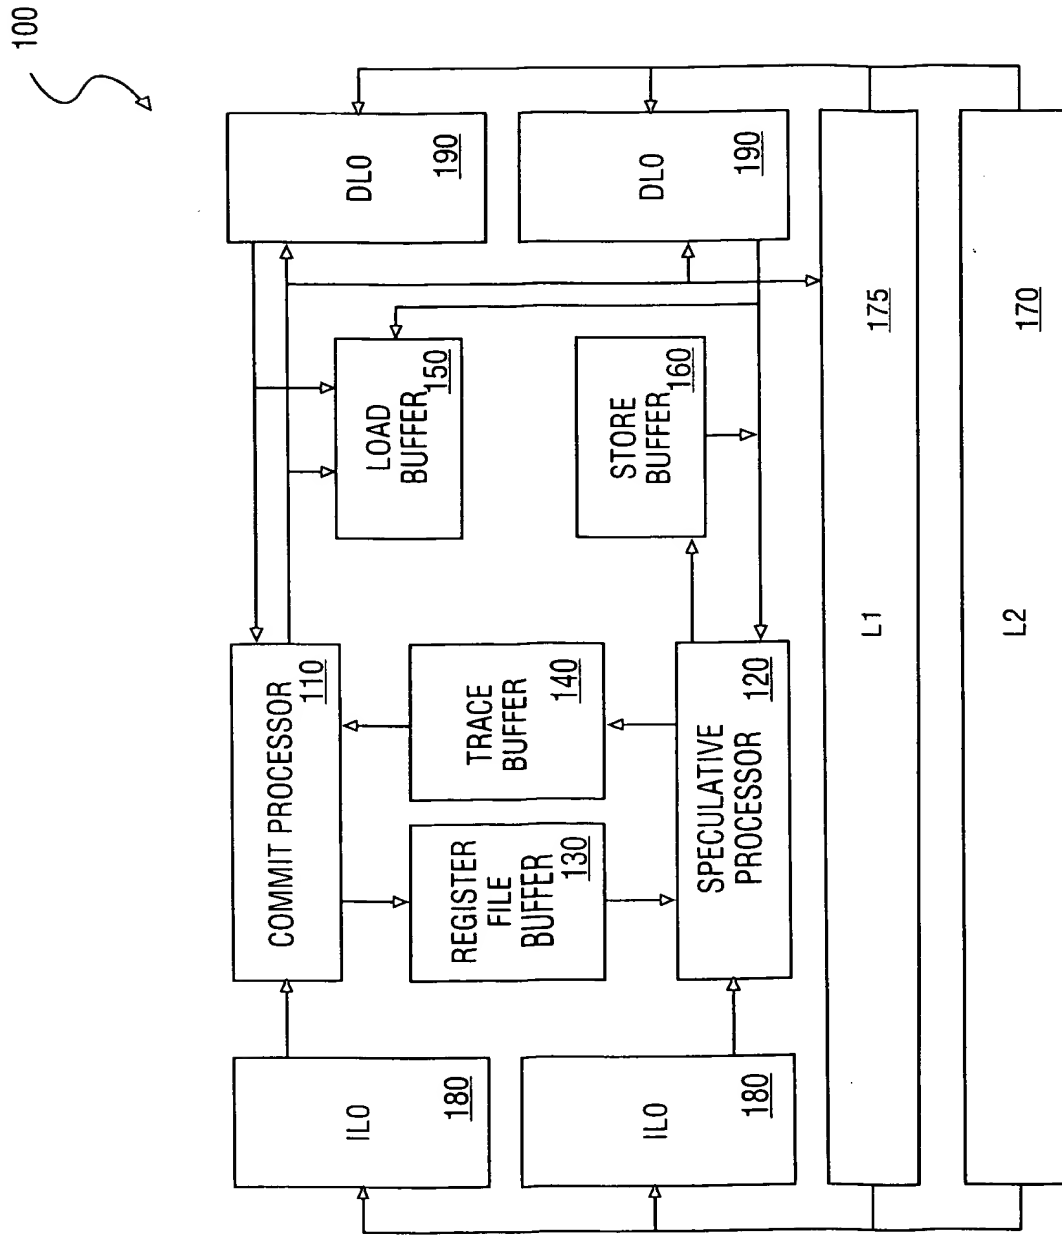 100
DL0
190
DL0
190
LOAD
BUFFER
150
STORE
BUFFER
160
175
170
L1
L2
COMMIT PROCESSOR
110
TRACE
BUFFER
140
SPECULATIVE
PROCESSOR
120
REGISTER
FILE
BUFFER
130
IL0
180
IL0
180